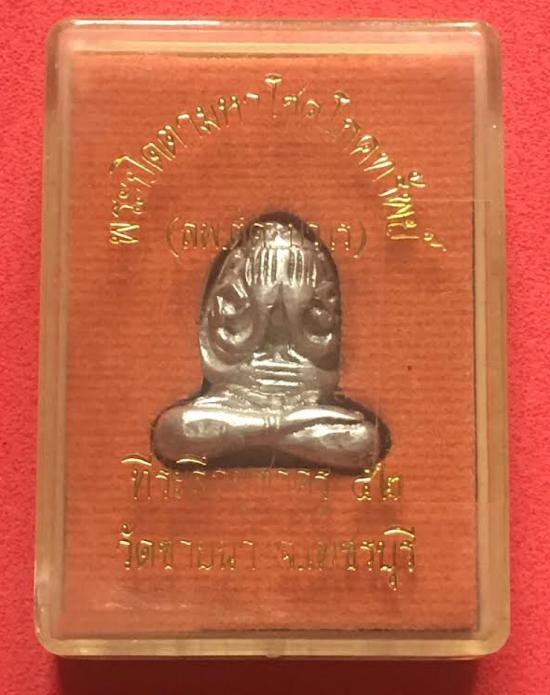 พระปิดตามหาโชคโภคทรัพย์
ที่ระลึก ๕๒
วัดชายนา จ.เพชรบุรี